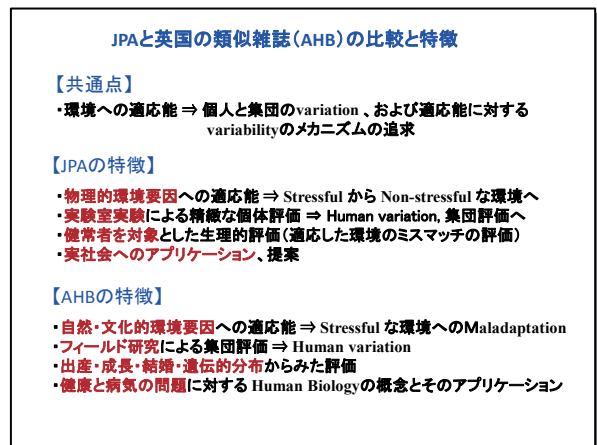 JPAと英国の類似雑誌(AHB)の比較と特徴
【共通点】
・環境への適応能 ⇒ 個人と集団のvariation 、および適応能に対する
variabilityのメカニズムの追求
【JPAの特徴】
・物理的環境要因への適応能 ⇒ Stressful から Non-stressful な環境へ
・実験室実験による精緻な個体評価 ⇒ Human variation, 集団評価へ
・健常者を対象とした生理的評価(適応した環境のミスマッチの評価)
・実社会へのアプリケーション、提案
【AHBの特徴】
・自然・文化的環境要因への適応能 ⇒ Stressful な環境へのMaladaptation
・フィールド研究による集団評価 ⇒ Human variation
・出産・成長・結婚・遺伝的分布からみた評価
・健康と病気の問題に対する Human Biologyの概念とそのアプリケーション